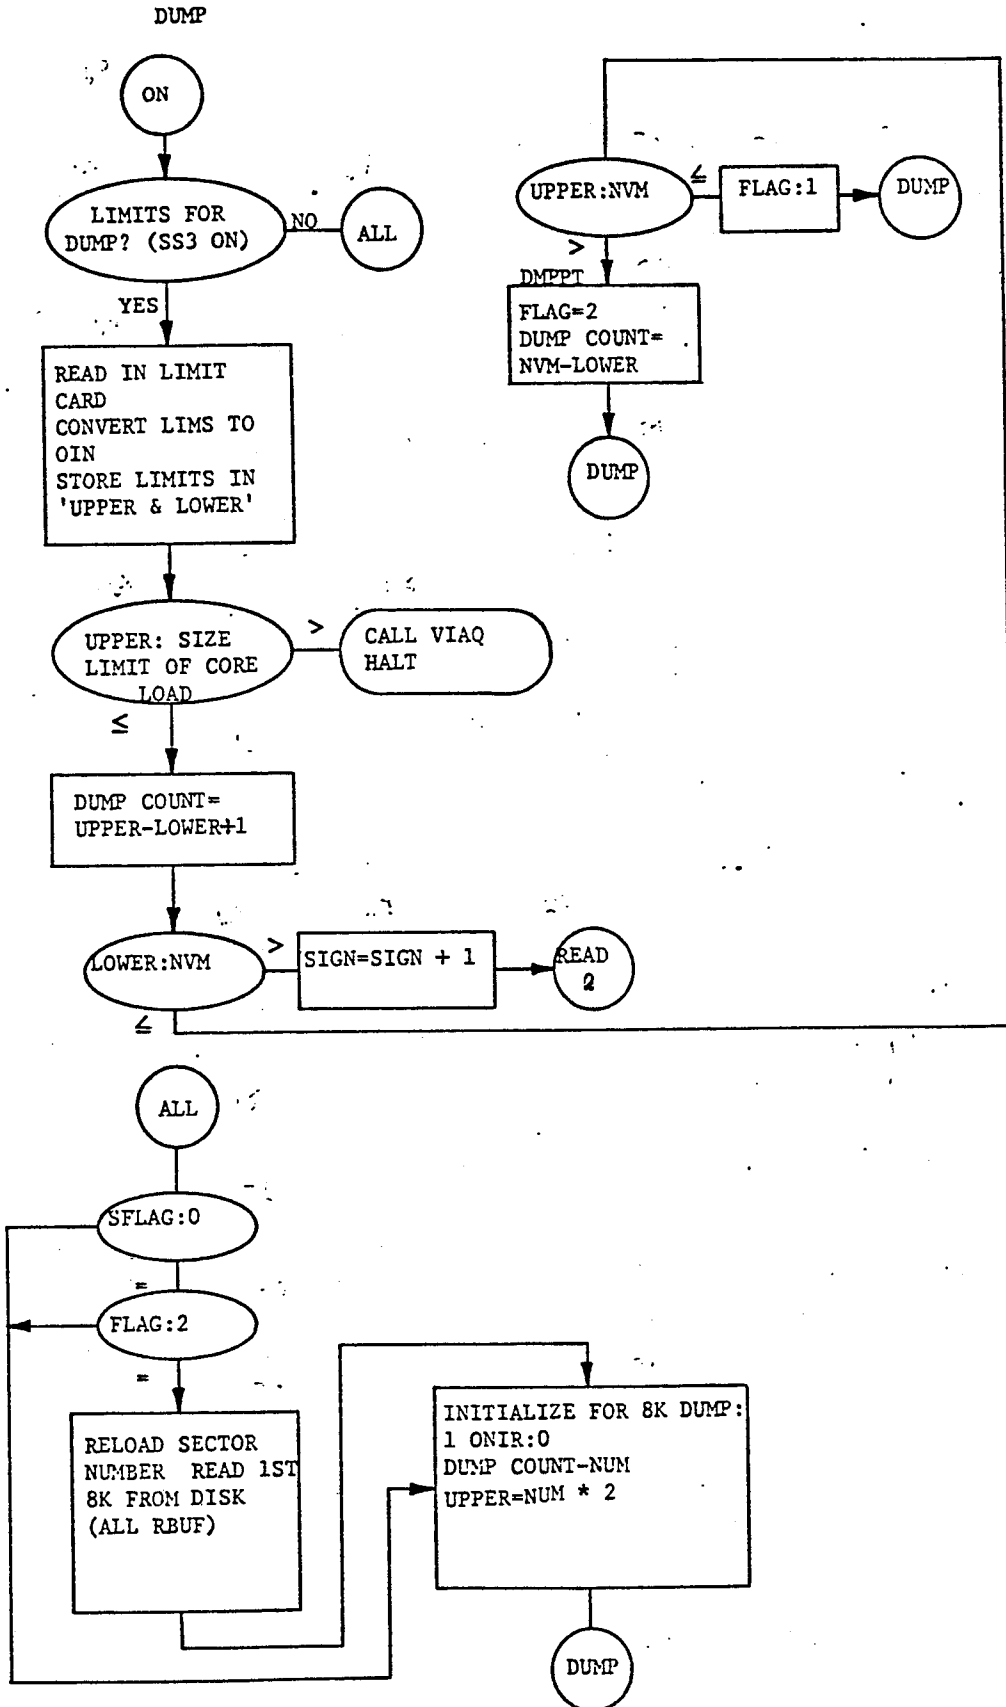 DUMP
ON
LIMITS FOR
DUMP? (SS3 ON)
NO
ALL
YES
READ IN LIMIT
CARD
CONVERT LIMS TO
OIN
STORE LIMITS IN
'UPPER & LOWER'
UPPER: SIZE
LIMIT OF CORE
LOAD
>
CALL VIAQ
HALT
≤
DUMP COUNT=
UPPER-LOWER+1
LOWER:NVM
>
SIGN=SIGN + 1
READ
2
≤
UPPER:NVM
≤
FLAG:1
DUMP
>
DMPPT
FLAG=2
DUMP COUNT=
NVM-LOWER
DUMP
ALL
SFLAG:0
=
FLAG:2
=
RELOAD SECTOR
NUMBER READ 1ST
8K FROM DISK
(ALL RBUF)
INITIALIZE FOR 8K DUMP:
1 ONIR:0
DUMP COUNT-NUM
UPPER=NUM * 2
DUMP